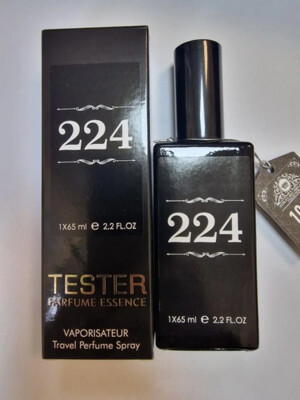 224
1X65 ml e 2,2 FL.OZ
TESTER
PARFUME ESSENCE
VAPORISATEUR
Travel Perfume Spray
224
1X65 ml e 2,2 FL.OZ